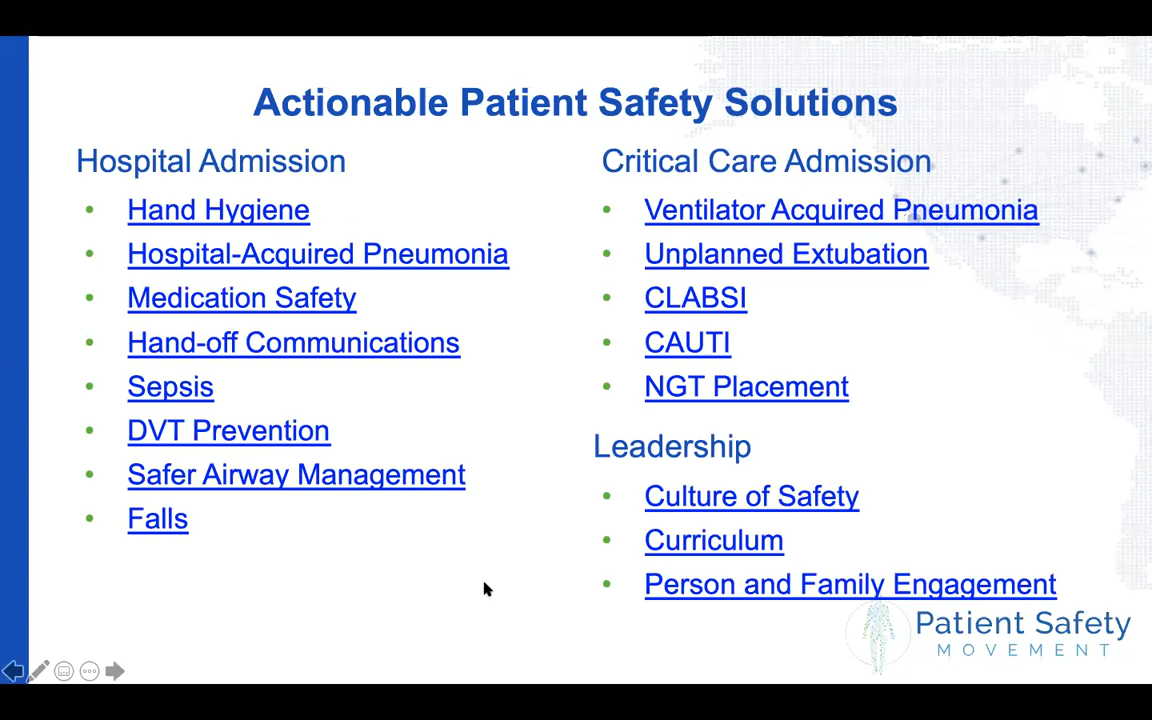 Actionable Patient Safety Solutions
Hospital Admission
Hand Hygiene
Hospital-Acquired Pneumonia
Medication Safety
Hand-off Communications
Sepsis
DVT Prevention
Safer Airway Management
Falls
Critical Care Admission
Ventilator Acquired Pneumonia
Unplanned Extubation
CLABSI
CAUTI
NGT Placement
Leadership
Culture of Safety
Curriculum
Person and Family Engagement
Patient Safety
MOVEMENT